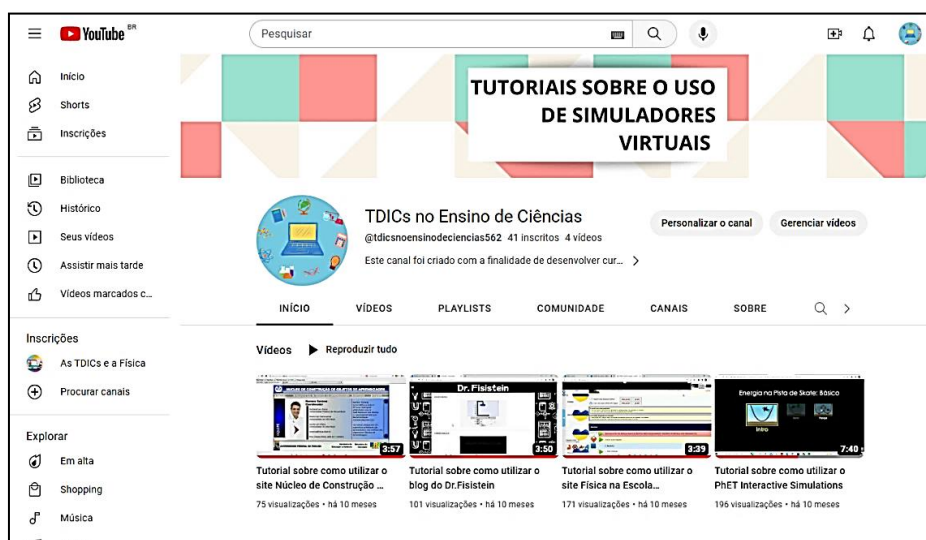 YouTube BR
Pesquisar
Início
Shorts
Inscrições
Biblioteca
Histórico
Seus vídeos
Assistir mais tarde
Vídeos marcados c...
Inscrições
As TDICs e a Física
Procurar canais
Explorar
Em alta
Shopping
Música
TUTORIAIS SOBRE O USO
DE SIMULADORES
VIRTUAIS
TDICs no Ensino de Ciências
@tdicsnoensinodeciencias562 41 inscritos 4 vídeos
Este canal foi criado com a finalidade de desenvolver cur...
Personalizar o canal
Gerenciar vídeos
INÍCIO VÍDEOS PLAYLISTS COMUNIDADE CANAIS SOBRE
Vídeos Reproduzir tudo
3:57
Tutorial sobre como utilizar o
site Núcleo de Construção ...
75 visualizações • há 10 meses
Dr. Fisistein
3:50
Tutorial sobre como utilizar o
blog do Dr.Fisistein
101 visualizações • há 10 meses
3:39
Tutorial sobre como utilizar o
site Física na Escola...
171 visualizações • há 10 meses
Energia na Pista de Skate: Básico
Intro
7:40
Tutorial sobre como utilizar o
PhET Interactive Simulations
196 visualizações • há 10 meses